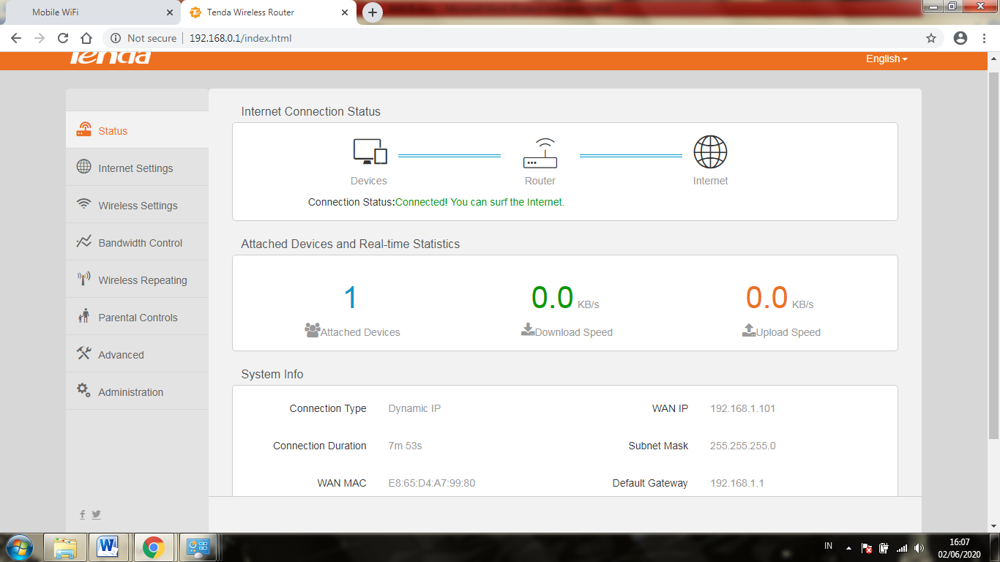 Mobile WiFi
Tenda Wireless Router
Not secure
192.168.0.1/index.html
Tenda
English
Status
Internet Settings
Wireless Settings
Bandwidth Control
Wireless Repeating
Parental Controls
Advanced
Administration
Internet Connection Status
Devices
Router
Internet
Connection Status:Connected! You can surf the Internet.
Attached Devices and Real-time Statistics
1
0.0 KB/s
0.0 KB/s
Attached Devices
Download Speed
Upload Speed
System Info
Connection Type Dynamic IP
WAN IP 192.168.1.101
Connection Duration 7m 53s
Subnet Mask 255.255.255.0
WAN MAC E8:65:D4:A7:99:80
Default Gateway 192.168.1.1
IN
16:07
02/06/2020